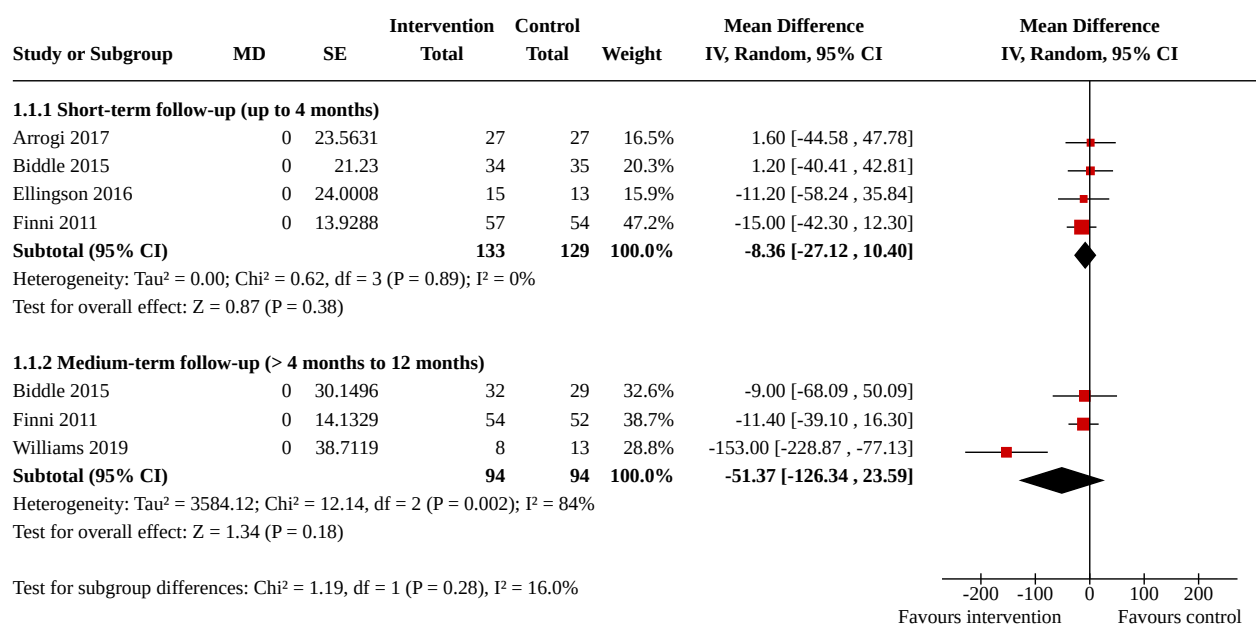 Intervention Control Mean Difference Mean Difference
Study or Subgroup MD SE Total Total Weight IV, Random, 95% CI IV, Random, 95% CI
1.1.1 Short-term follow-up (up to 4 months)
Arrogi 2017 0 23.5631 27 27 16.5% 1.60 [-44.58 , 47.78]
Biddle 2015 0 21.23 34 35 20.3% 1.20 [-40.41 , 42.81]
Ellingson 2016 0 24.0008 15 13 15.9% -11.20 [-58.24 , 35.84]
Finni 2011 0 13.9288 57 54 47.2% -15.00 [-42.30 , 12.30]
Subtotal (95% CI) 133 129 100.0% -8.36 [-27.12 , 10.40]
Heterogeneity: Tau² = 0.00; Chi² = 0.62, df = 3 (P = 0.89); I² = 0%
Test for overall effect: Z = 0.87 (P = 0.38)
1.1.2 Medium-term follow-up (> 4 months to 12 months)
Biddle 2015 0 30.1496 32 29 32.6% -9.00 [-68.09 , 50.09]
Finni 2011 0 14.1329 54 52 38.7% -11.40 [-39.10 , 16.30]
Williams 2019 0 38.7119 8 13 28.8% -153.00 [-228.87 , -77.13]
Subtotal (95% CI) 94 94 100.0% -51.37 [-126.34 , 23.59]
Heterogeneity: Tau² = 3584.12; Chi² = 12.14, df = 2 (P = 0.002); I² = 84%
Test for overall effect: Z = 1.34 (P = 0.18)
Test for subgroup differences: Chi² = 1.19, df = 1 (P = 0.28), I² = 16.0%
-200 -100 0 100 200
Favours intervention Favours control